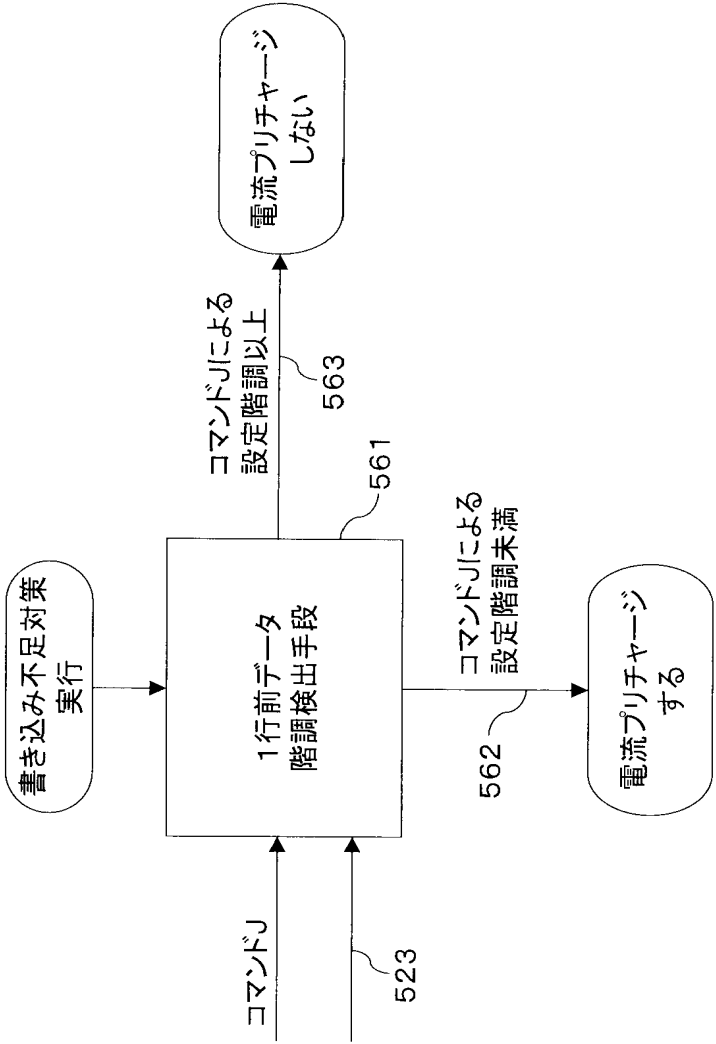 書き込み不足対策
実行
コマンドJ
523
1行前データ
階調検出手段
561
コマンドJによる
設定階調以上
563
電流プリチャージ
しない
コマンドJによる
設定階調未満
562
電流プリチャージ
する